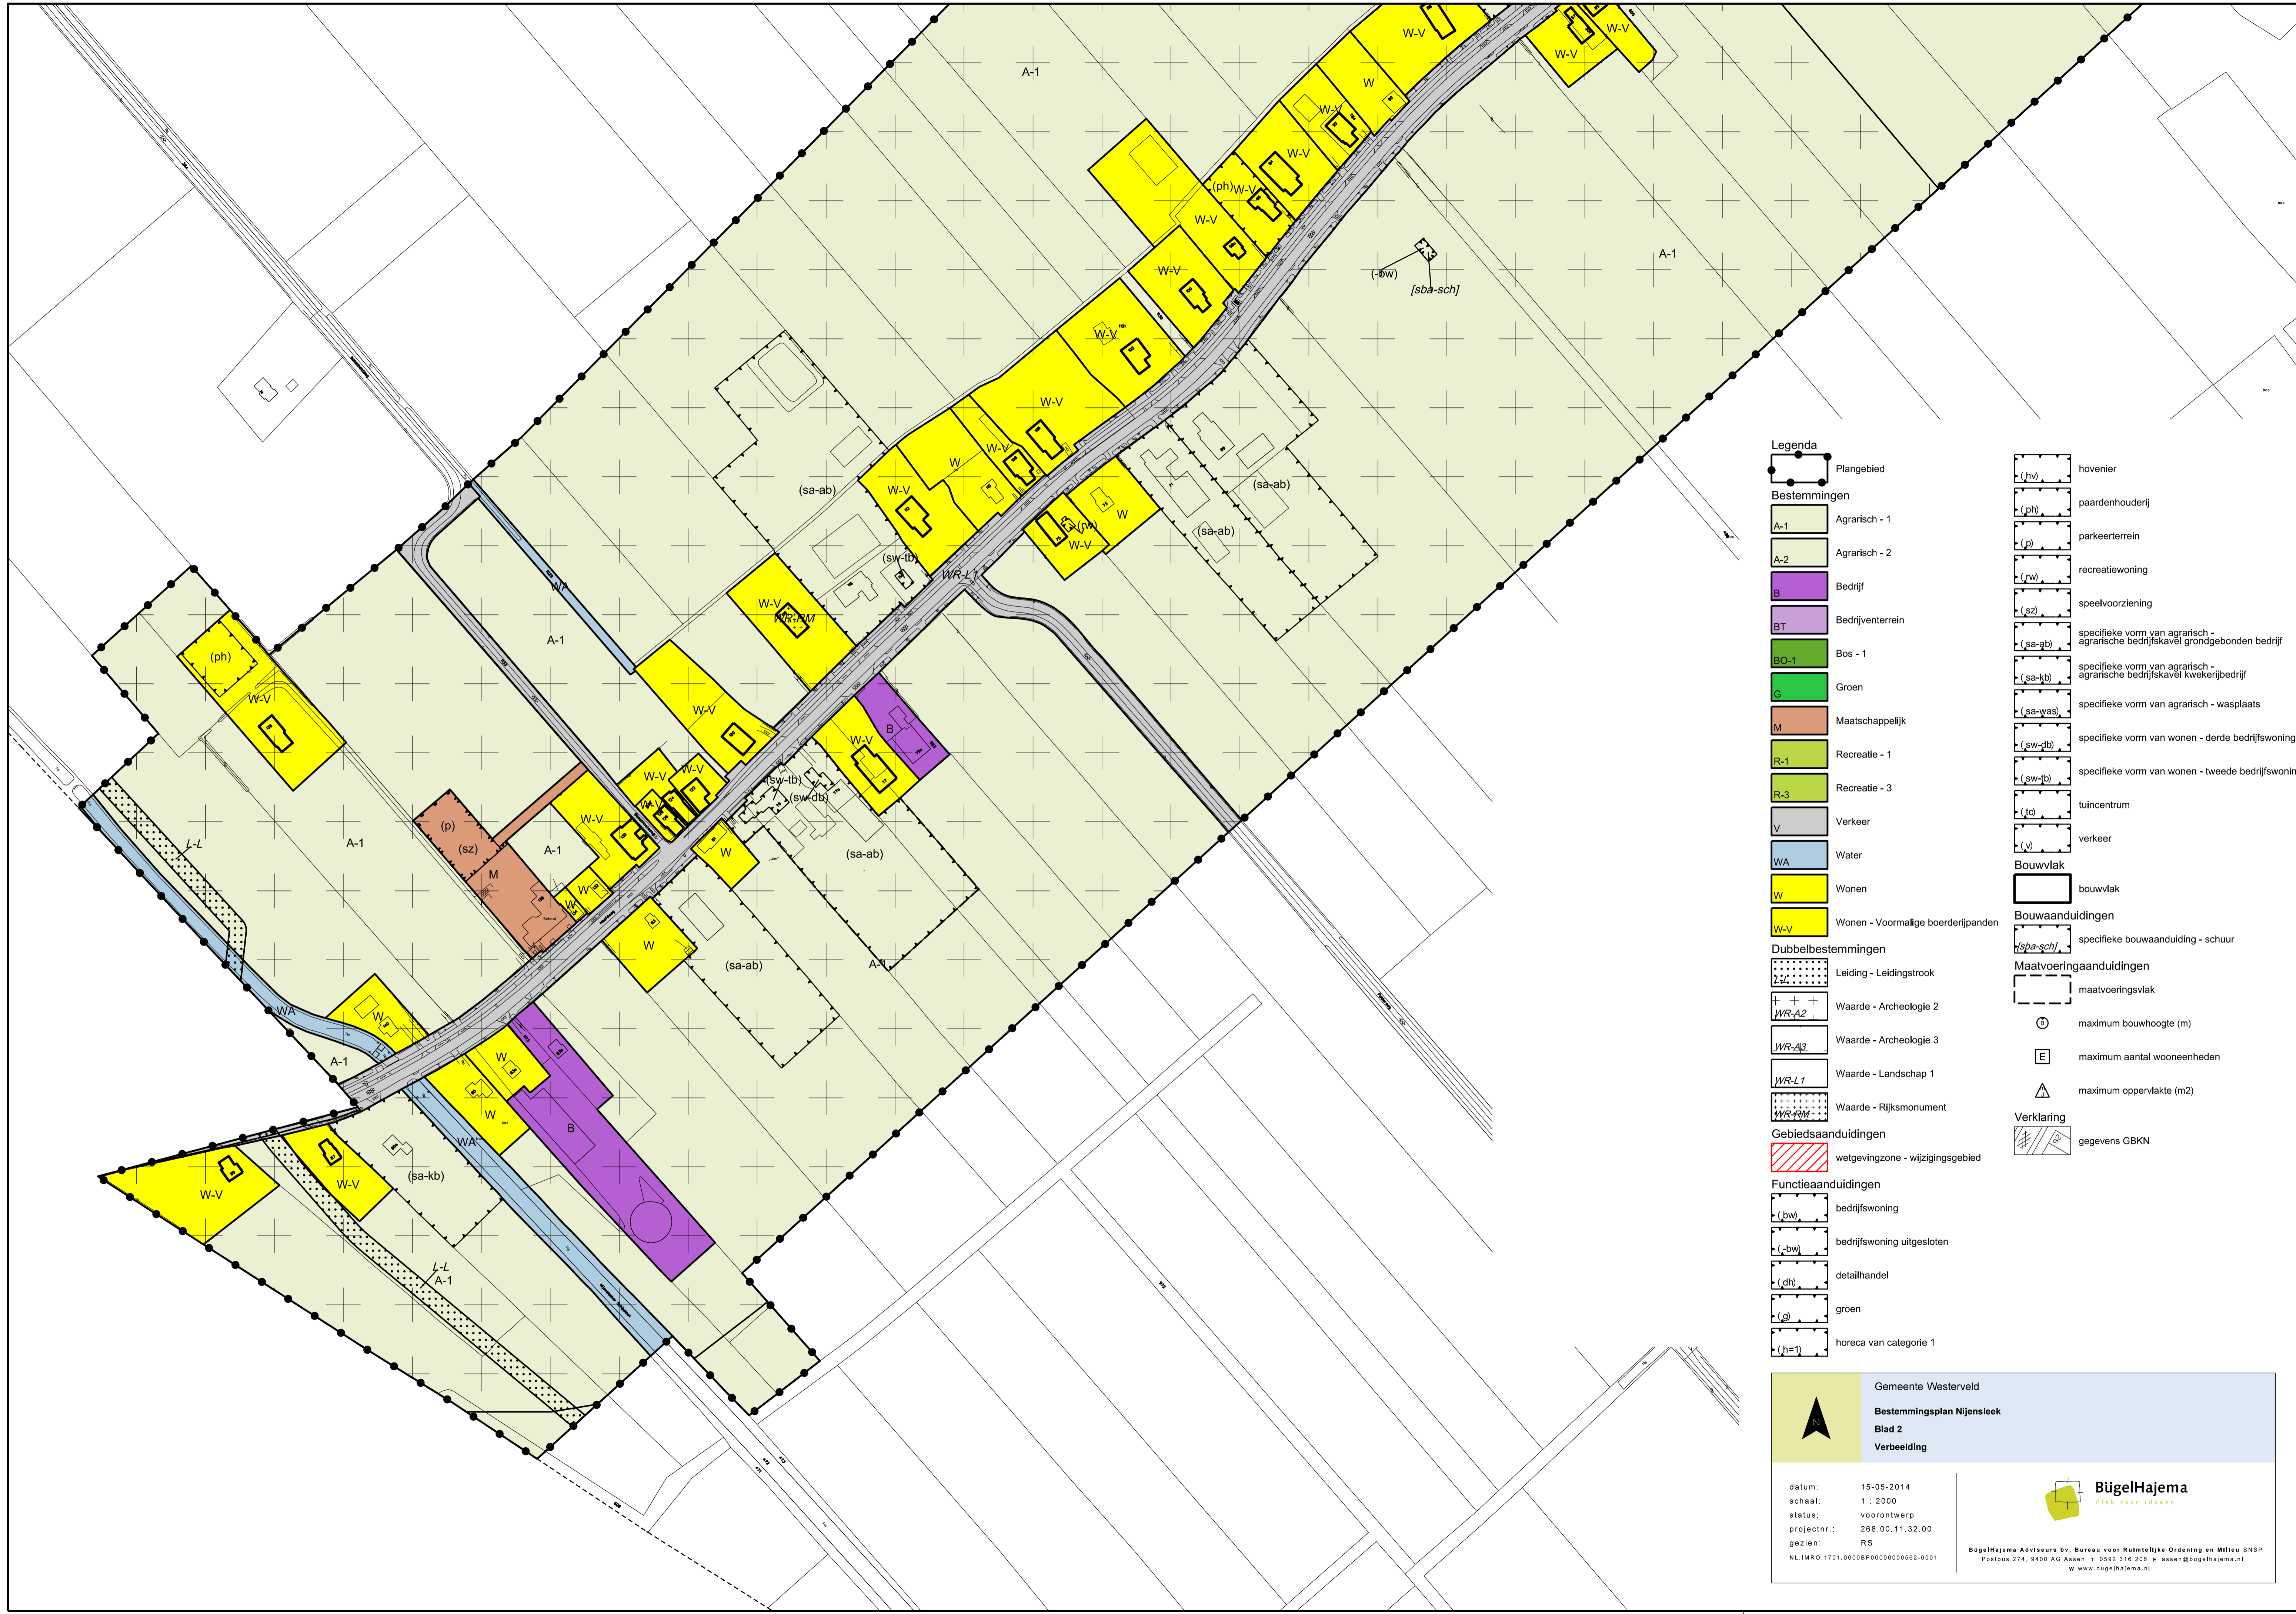 A-1
W-V
W-V
W-V
W
W-V
W-V
(ph)
W-V
W-V
W-V
A-1
(-bw)
[sba-sch]
W-V
W-V
W-V
W
W-V
(sa-ab)
(sa-ab)
(sa-ab)
W
(rw)
W-V
(sw-tb)
WR-L1
WA
A-1
W-V
WR-RM
(ph)
W-V
W-V
B
W-V
W-V
W-V
W-V
(sw-tb)
(sw-db)
W-V
(p)
(sz)
A-1
A-1
M
School
W
W
W
(sa-ab)
L-L
W
(sa-ab)
A-1
WA
W
A-1
W
W
WA
B
(sa-kb)
W-V
W-V
L-L
A-1
bos
bos
bos
Legenda
Plangebied
Bestemmingen
A-1 Agrarisch - 1
A-2 Agrarisch - 2
B Bedrijf
BT Bedrijventerrein
BO-1 Bos - 1
G Groen
M Maatschappelijk
R-1 Recreatie - 1
R-3 Recreatie - 3
V Verkeer
WA Water
W Wonen
W-V Wonen - Voormalige boerderijpanden
Dubbelbestemmingen
L-L Leiding - Leidingstrook
WR-A2 Waarde - Archeologie 2
WR-A3 Waarde - Archeologie 3
WR-L1 Waarde - Landschap 1
WR-RM Waarde - Rijksmonument
Gebiedsaanduidingen
wetgevingzone - wijzigingsgebied
Functieaanduidingen
(bw) bedrijfswoning
(-bw) bedrijfswoning uitgesloten
(dh) detailhandel
(g) groen
(h=1) horeca van categorie 1
(hv) hovenier
(ph) paardenhouderij
(p) parkeerterrein
(rw) recreatiewoning
(sz) speelvoorziening
(sa-ab) specifieke vorm van agrarisch -
agrarische bedrijfskavel grondgebonden bedrijf
(sa-kb) specifieke vorm van agrarisch -
agrarische bedrijfskavel kwekerijbedrijf
(sa-was) specifieke vorm van agrarisch - wasplaats
(sw-db) specifieke vorm van wonen - derde bedrijfswoning
(sw-tb) specifieke vorm van wonen - tweede bedrijfswonin
(tc) tuincentrum
(v) verkeer
Bouwvlak
bouwvlak
Bouwaanduidingen
[sba-sch] specifieke bouwaanduiding - schuur
Maatvoeringaanduidingen
maatvoeringsvlak
maximum bouwhoogte (m)
E maximum aantal wooneenheden
maximum oppervlakte (m2)
Verklaring
gegevens GBKN
N
Gemeente Westerveld
Bestemmingsplan Nijensleek
Blad 2
Verbeelding
datum: 15-05-2014
schaal: 1 : 2000
status: voorontwerp
projectnr.: 268.00.11.32.00
gezien: RS
NL.IMRO.1701.0000BP00000000562-0001
BügelHajema
Plek voor ideeën
BügelHajema Adviseurs bv, Bureau voor Ruimtelijke Ordening en Milieu BNSP
Postbus 274, 9400 AG Assen T 0592 316 206 E assen@bugelhajema.nl
W www.bugelhajema.nl